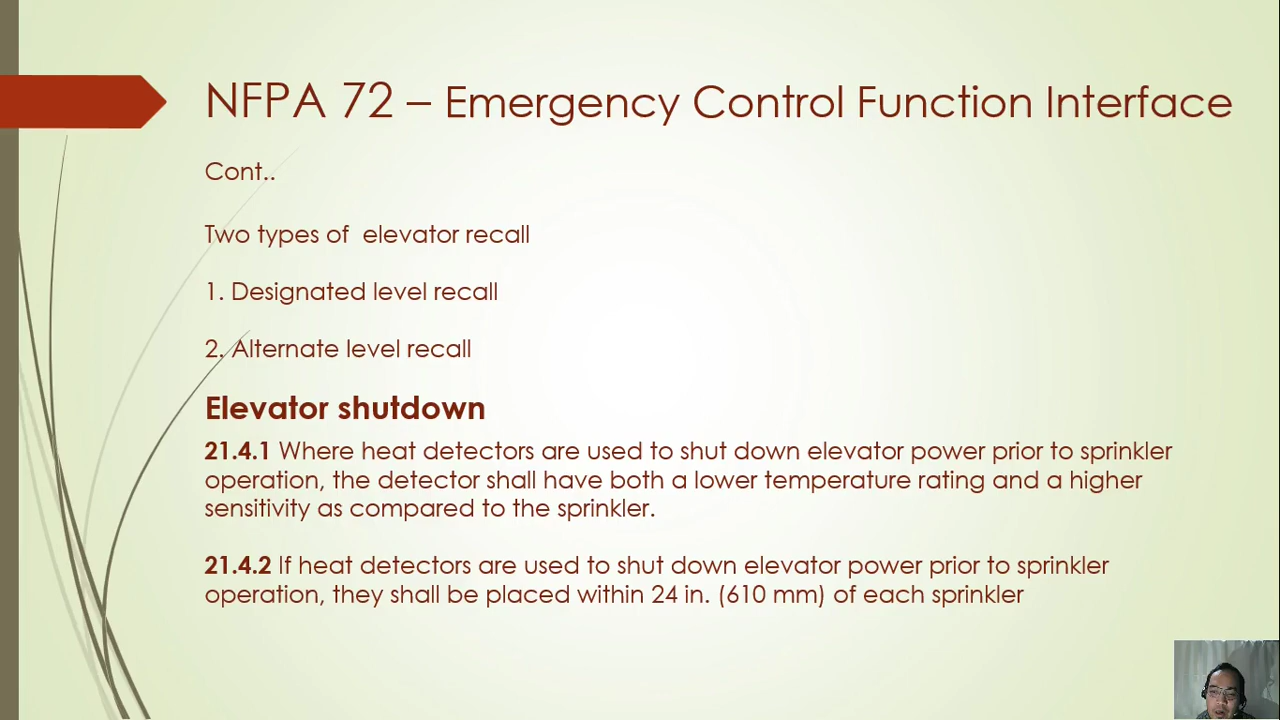 NFPA 72 – Emergency Control Function Interface
Cont..
Two types of  elevator recall
1. Designated level recall
2. Alternate level recall
Elevator shutdown
21.4.1 Where heat detectors are used to shut down elevator power prior to sprinkler
operation, the detector shall have both a lower temperature rating and a higher
sensitivity as compared to the sprinkler.
21.4.2 If heat detectors are used to shut down elevator power prior to sprinkler
operation, they shall be placed within 24 in. (610 mm) of each sprinkler